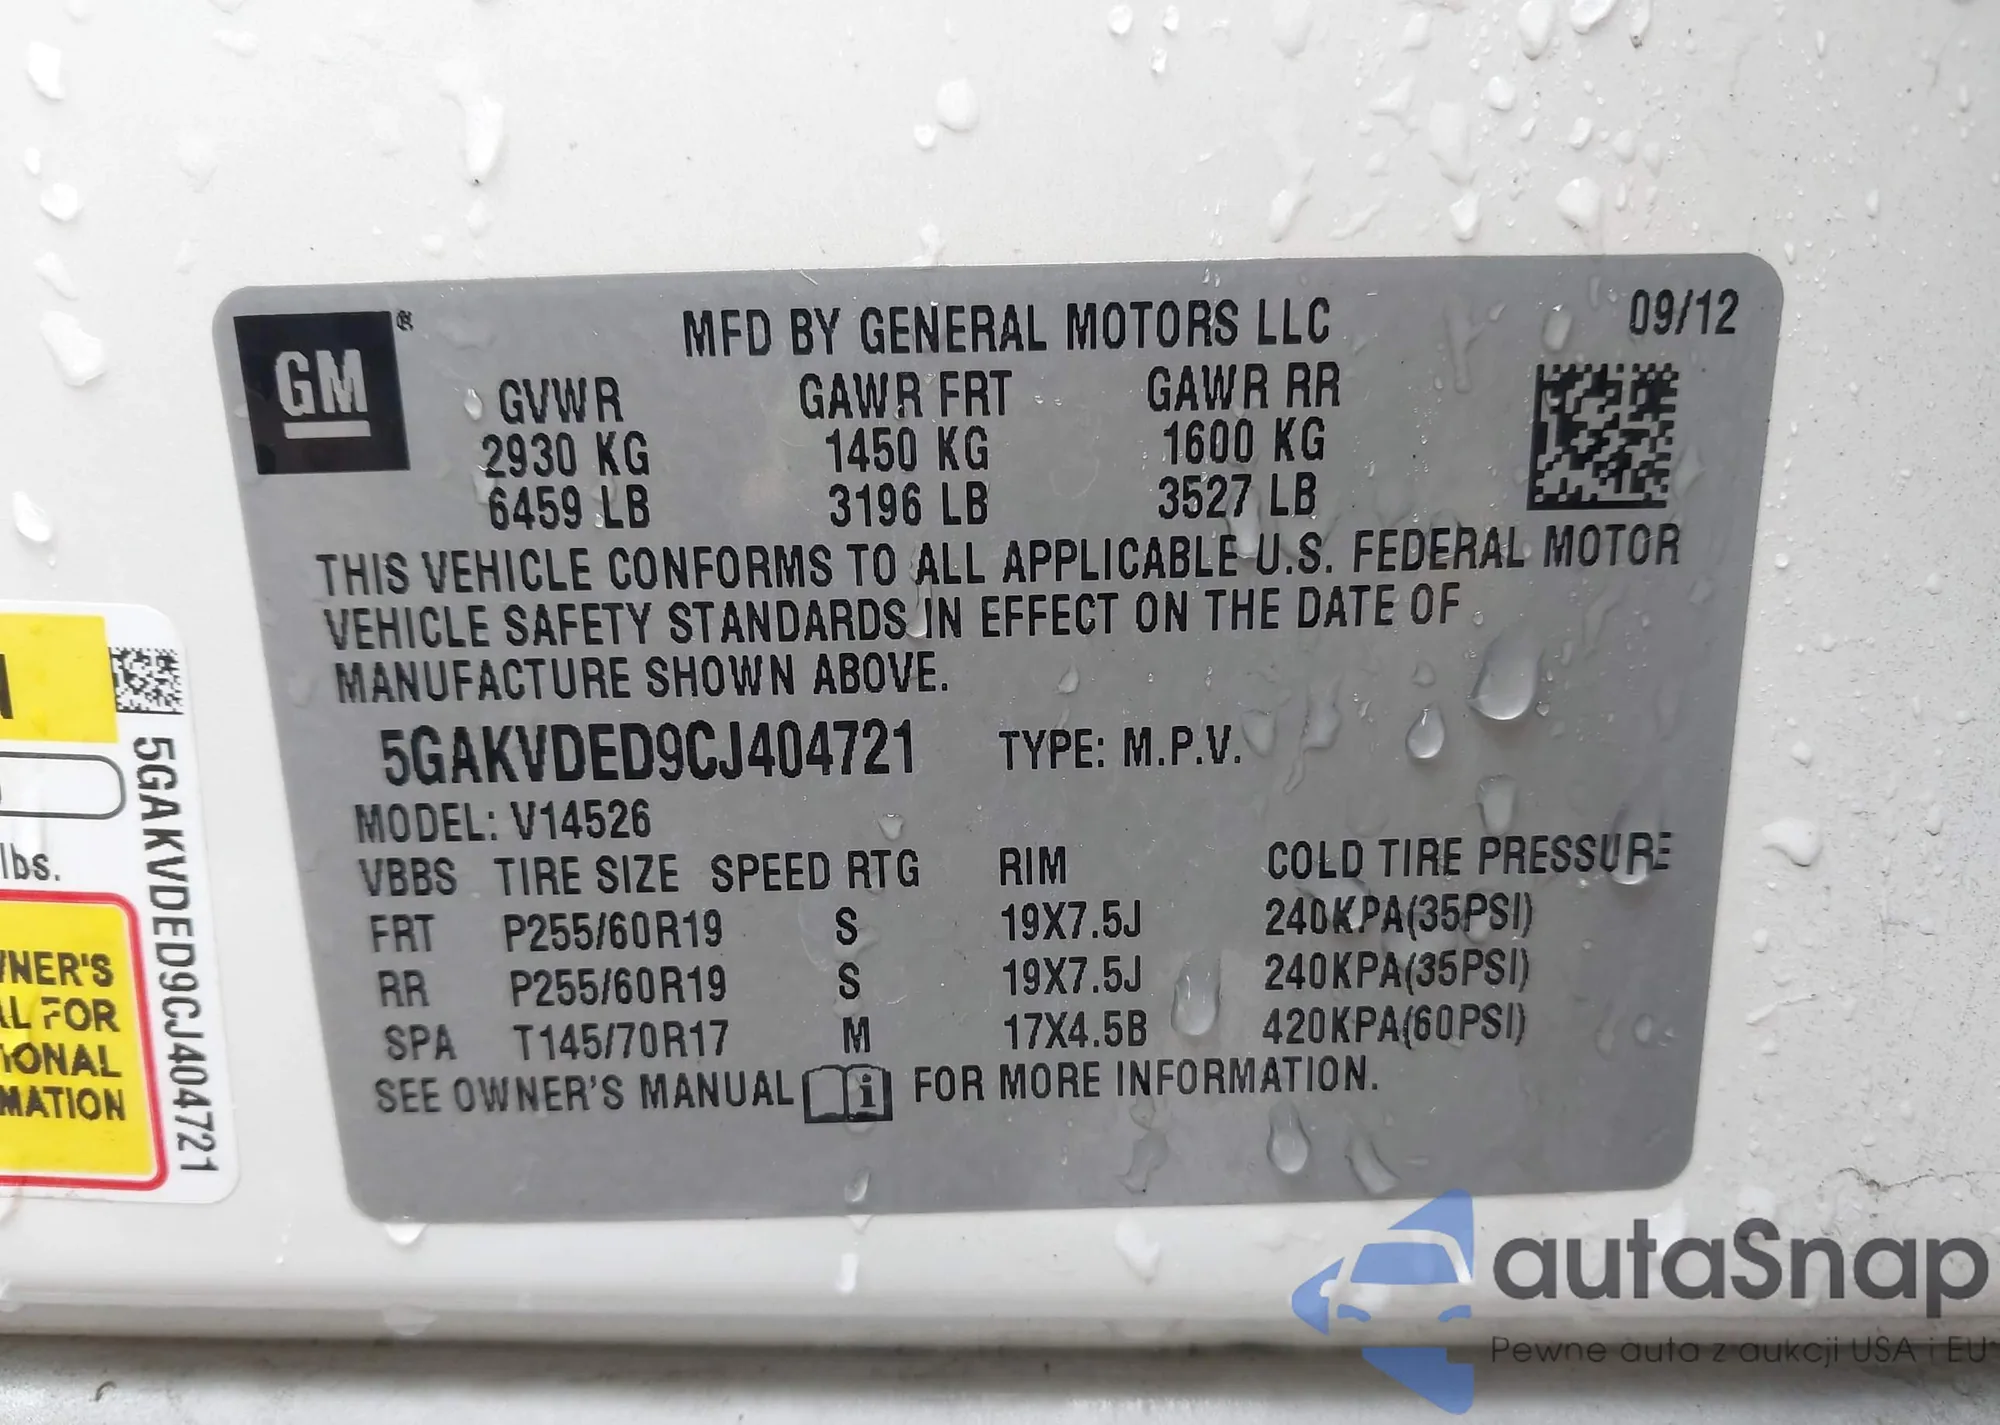 GM
®
MFD BY GENERAL MOTORS LLC
09/12
GVWR GAWR FRT GAWR RR
2930 KG 1450 KG 1600 KG
6459 LB 3196 LB 3527 LB
THIS VEHICLE CONFORMS TO ALL APPLICABLE U.S. FEDERAL MOTOR
VEHICLE SAFETY STANDARDS IN EFFECT ON THE DATE OF
MANUFACTURE SHOWN ABOVE.
5GAKVDED9CJ404721 TYPE: M.P.V.
MODEL: V14526
VBBS TIRE SIZE SPEED RTG RIM COLD TIRE PRESSURE
FRT P255/60R19 S 19X7.5J 240KPA(35PSI)
RR P255/60R19 S 19X7.5J 240KPA(35PSI)
SPA T145/70R17 M 17X4.5B 420KPA(60PSI)
SEE OWNER'S MANUAL i FOR MORE INFORMATION.
5GAKVDED9CJ404721
lbs.
FOR
autaSnap
Pewne auta z aukcji USA i EU